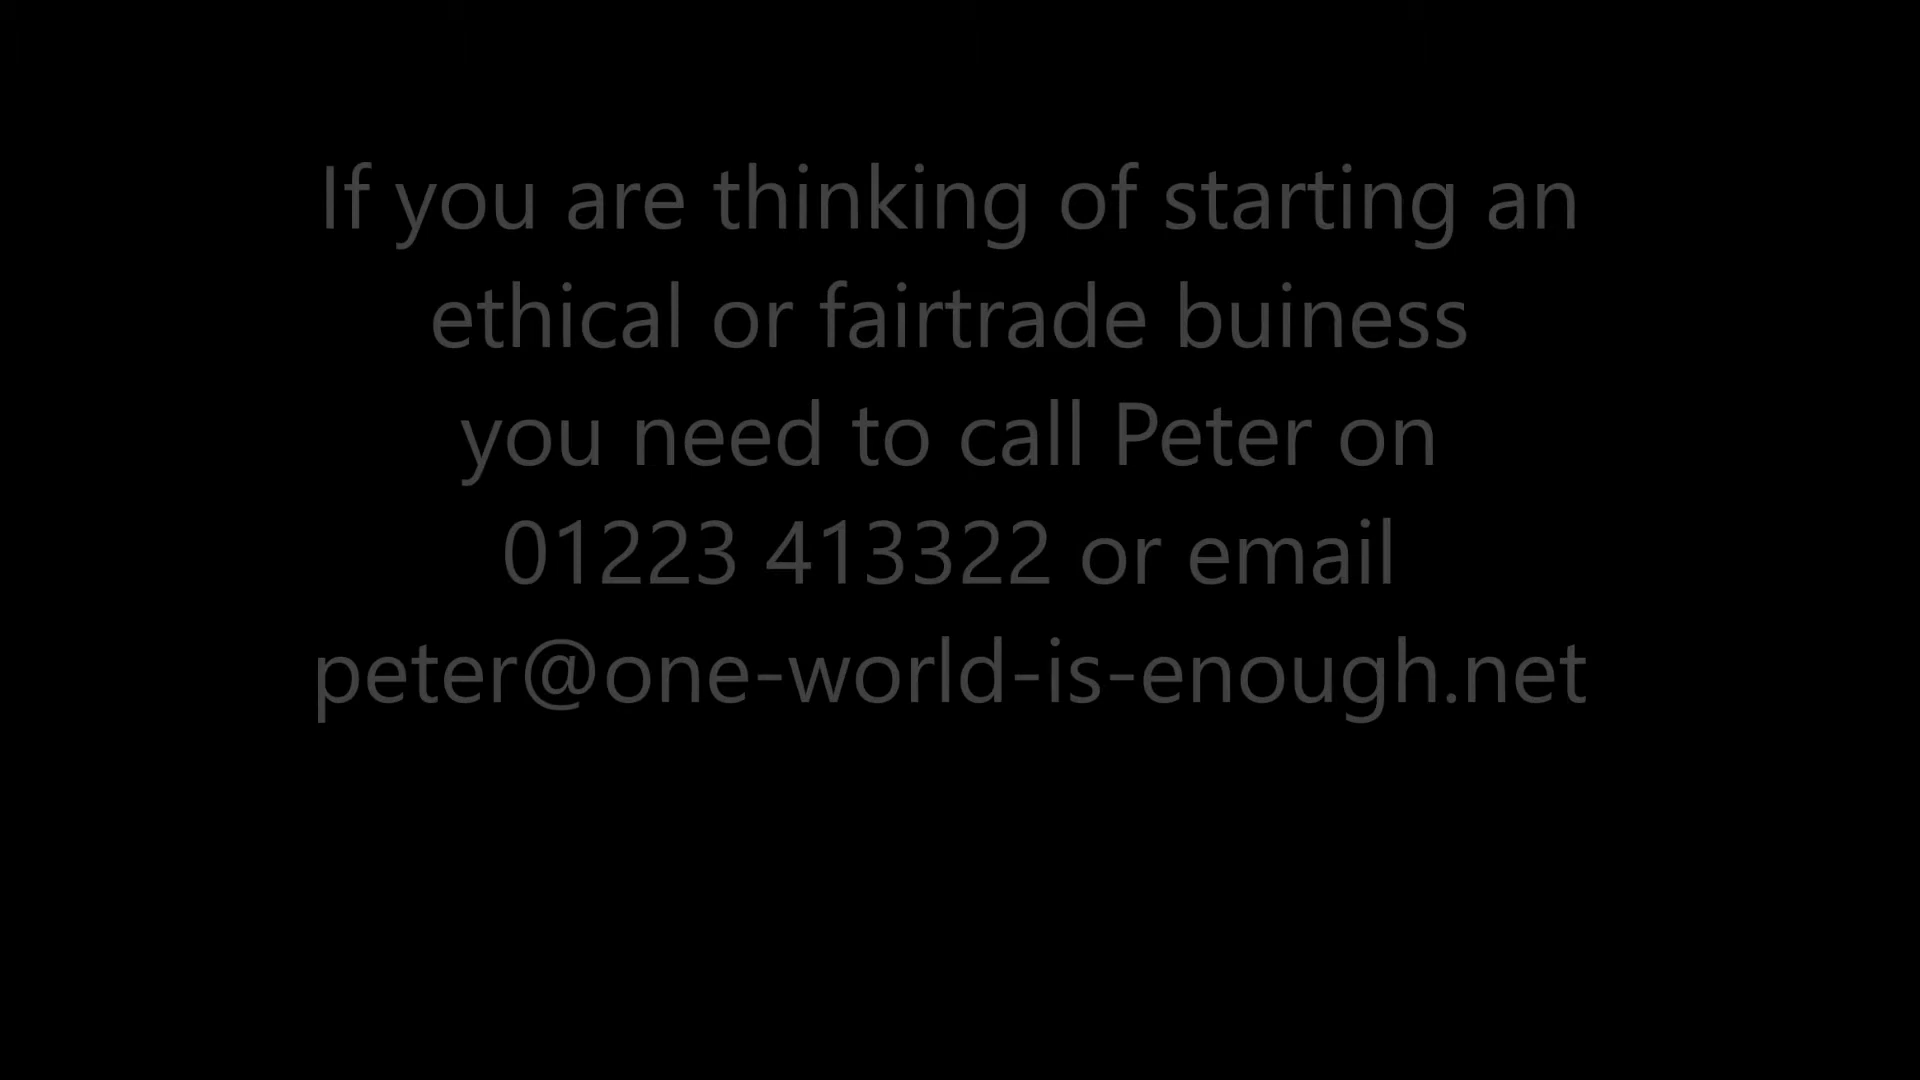 If you are thinking of starting an
ethical or fairtrade buiness
you need to call Peter on
01223 413322 or email
peter@one-world-is-enough.net